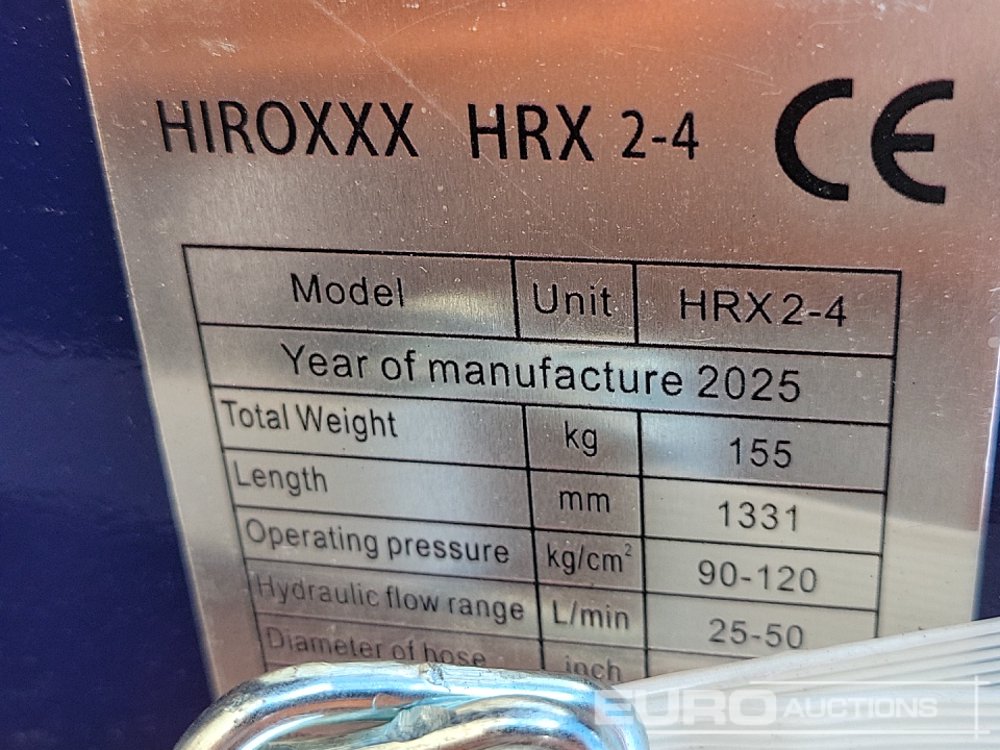 HIROXXX HRX 2-4 CE
Model Unit HRX2-4
Year of manufacture 2025
Total Weight kg 155
Length mm 1331
Operating pressure kg/cm² 90-120
Hydraulic flow range L/min 25-50
Diameter of hose inch
EURO AUCTIONS